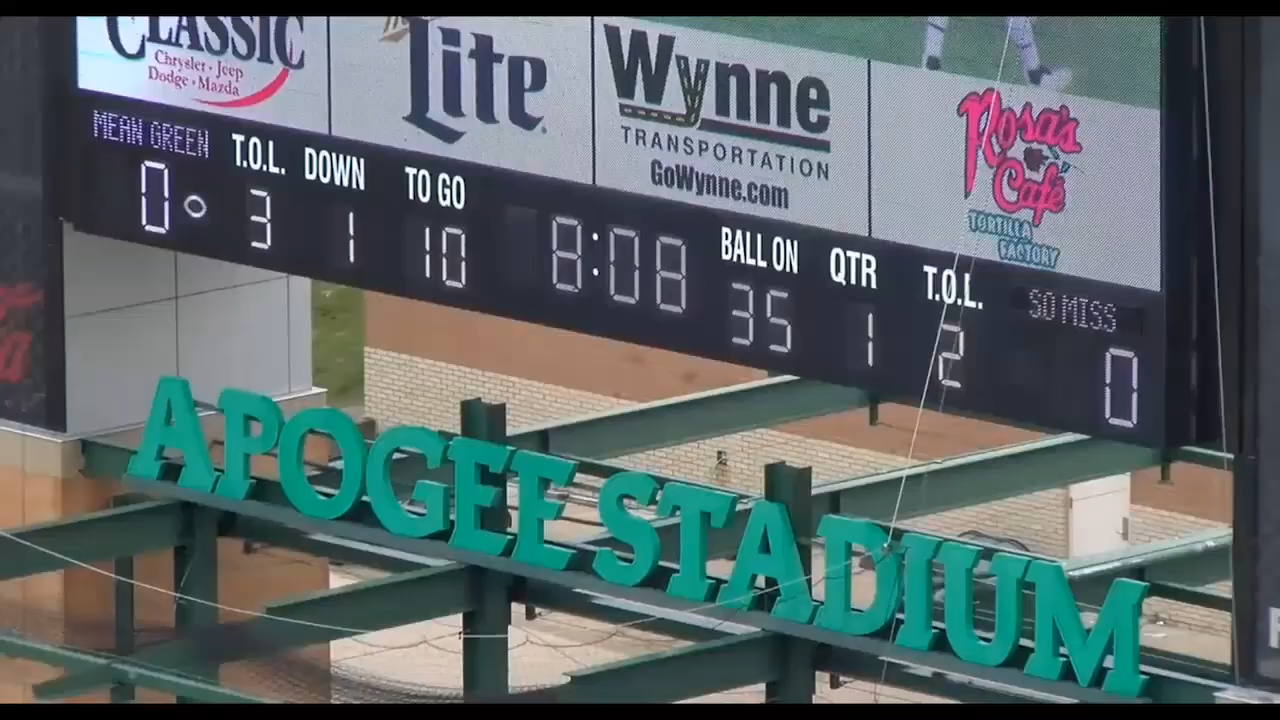 CLASSIC
Chrysler · Jeep
Dodge · Mazda
Lite
Wynne
TRANSPORTATION
GoWynne.com
Rosa's
Café
TORTILLA
FACTORY
MEAN GREEN
T.O.L.
DOWN
TO GO
BALL ON
QTR
T.O.L.
SO MISS
0
3
1
10
8:08
35
1
2
0
APOGEE STADIUM